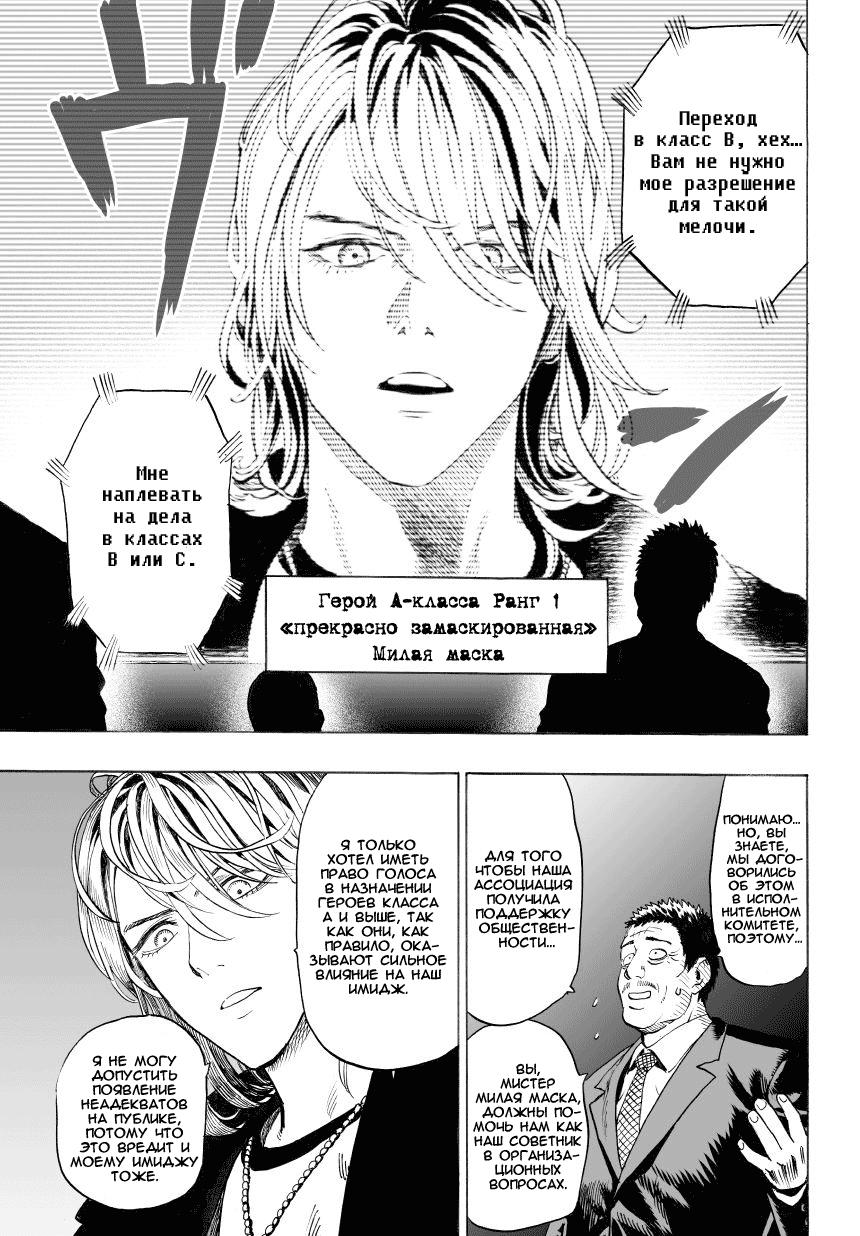 Переход
в класс B, хех...
Вам не нужно
мое разрешение
для такой
мелочи.
Мне
наплевать
на дела
в классах
B или C.
Герой A-класса Ранг 1
«прекрасно замаскированная»
Милая маска
ПОНИМАЮ...
НО, ВЫ
ЗНАЕТЕ,
МЫ ДОГО-
ВОРИЛИСЬ
ОБ ЭТОМ
В ИСПОЛ-
НИТЕЛЬНОМ
КОМИТЕТЕ,
ПОЭТОМУ...
ДЛЯ ТОГО
ЧТОБЫ НАША
АССОЦИАЦИЯ
ПОЛУЧИЛА
ПОДДЕРЖКУ
ОБЩЕСТВЕН-
НОСТИ...
ВЫ,
МИСТЕР
МИЛАЯ МАСКА,
ДОЛЖНЫ ПО-
МОЧЬ НАМ КАК
НАШ СОВЕТНИК
В ОРГАНИЗА-
ЦИОННЫХ
ВОПРОСАХ.
Я ТОЛЬКО
ХОТЕЛ ИМЕТЬ
ПРАВО ГОЛОСА
В НАЗНАЧЕНИИ
ГЕРОЕВ КЛАССА
А И ВЫШЕ, ТАК
КАК ОНИ, КАК
ПРАВИЛО, ОКА-
ЗЫВАЮТ СИЛЬНОЕ
ВЛИЯНИЕ НА НАШ
ИМИДЖ.
Я НЕ МОГУ
ДОПУСТИТЬ
ПОЯВЛЕНИЕ
НЕАДЕКВАТОВ
НА ПУБЛИКЕ,
ПОТОМУ ЧТО
ЭТО ВРЕДИТ И
МОЕМУ ИМИДЖУ
ТОЖЕ.